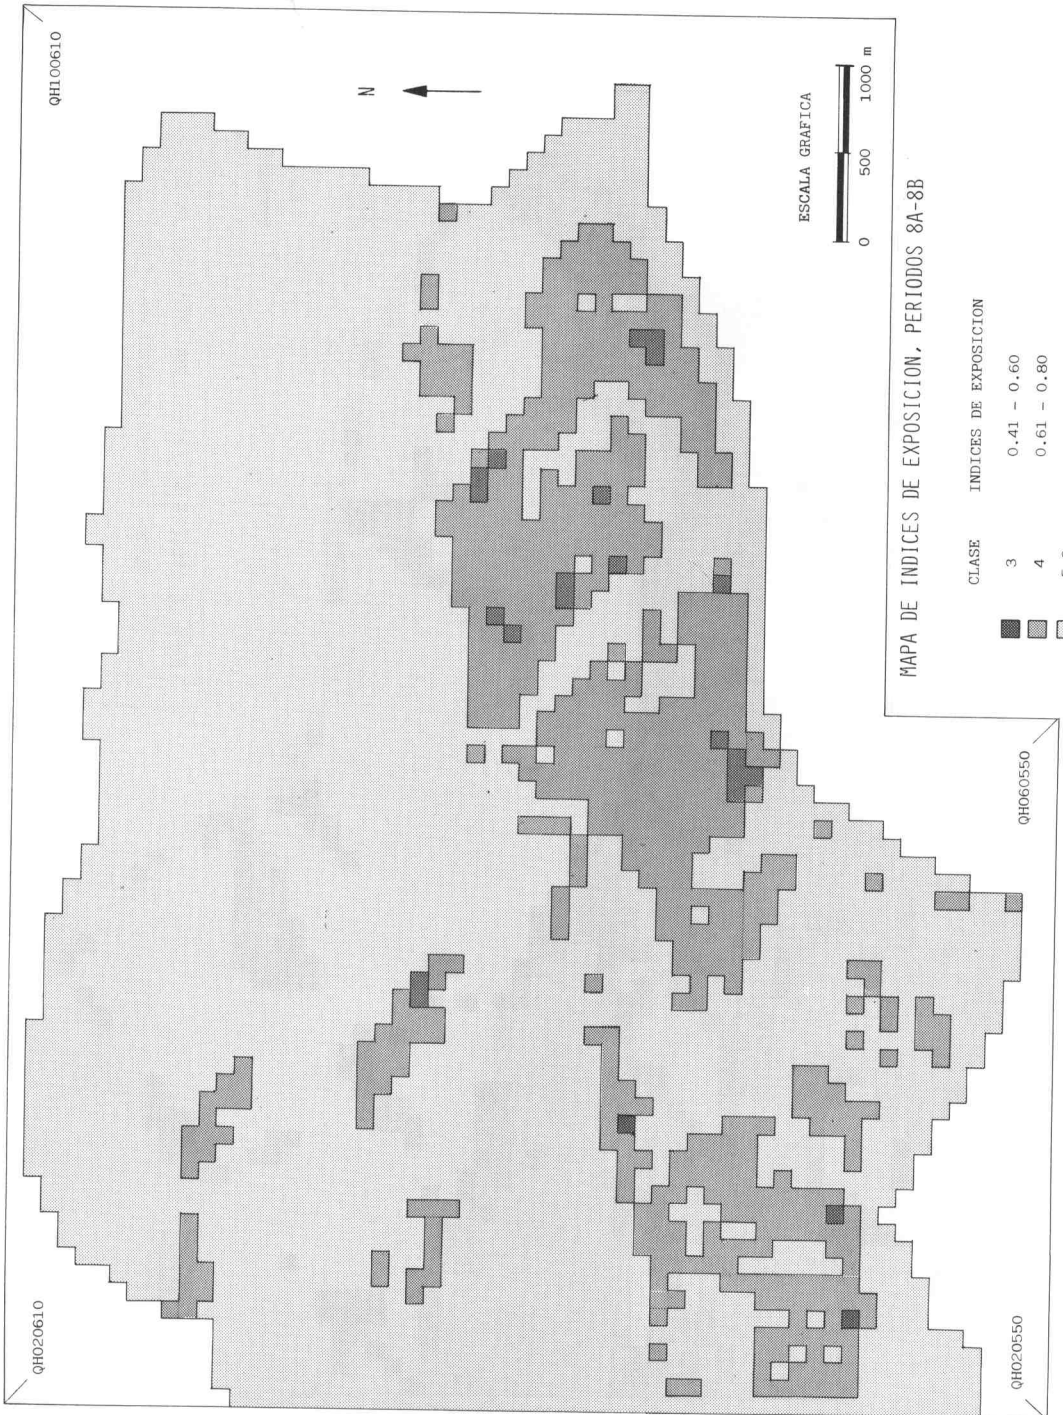 QH020610
QH100610
N
ESCALA GRAFICA
0 500 1000 m
QH020550
QH060550
MAPA DE INDICES DE EXPOSICION, PERIODOS 8A-8B
CLASE INDICES DE EXPOSICION
3 0.41 - 0.60
4 0.61 - 0.80